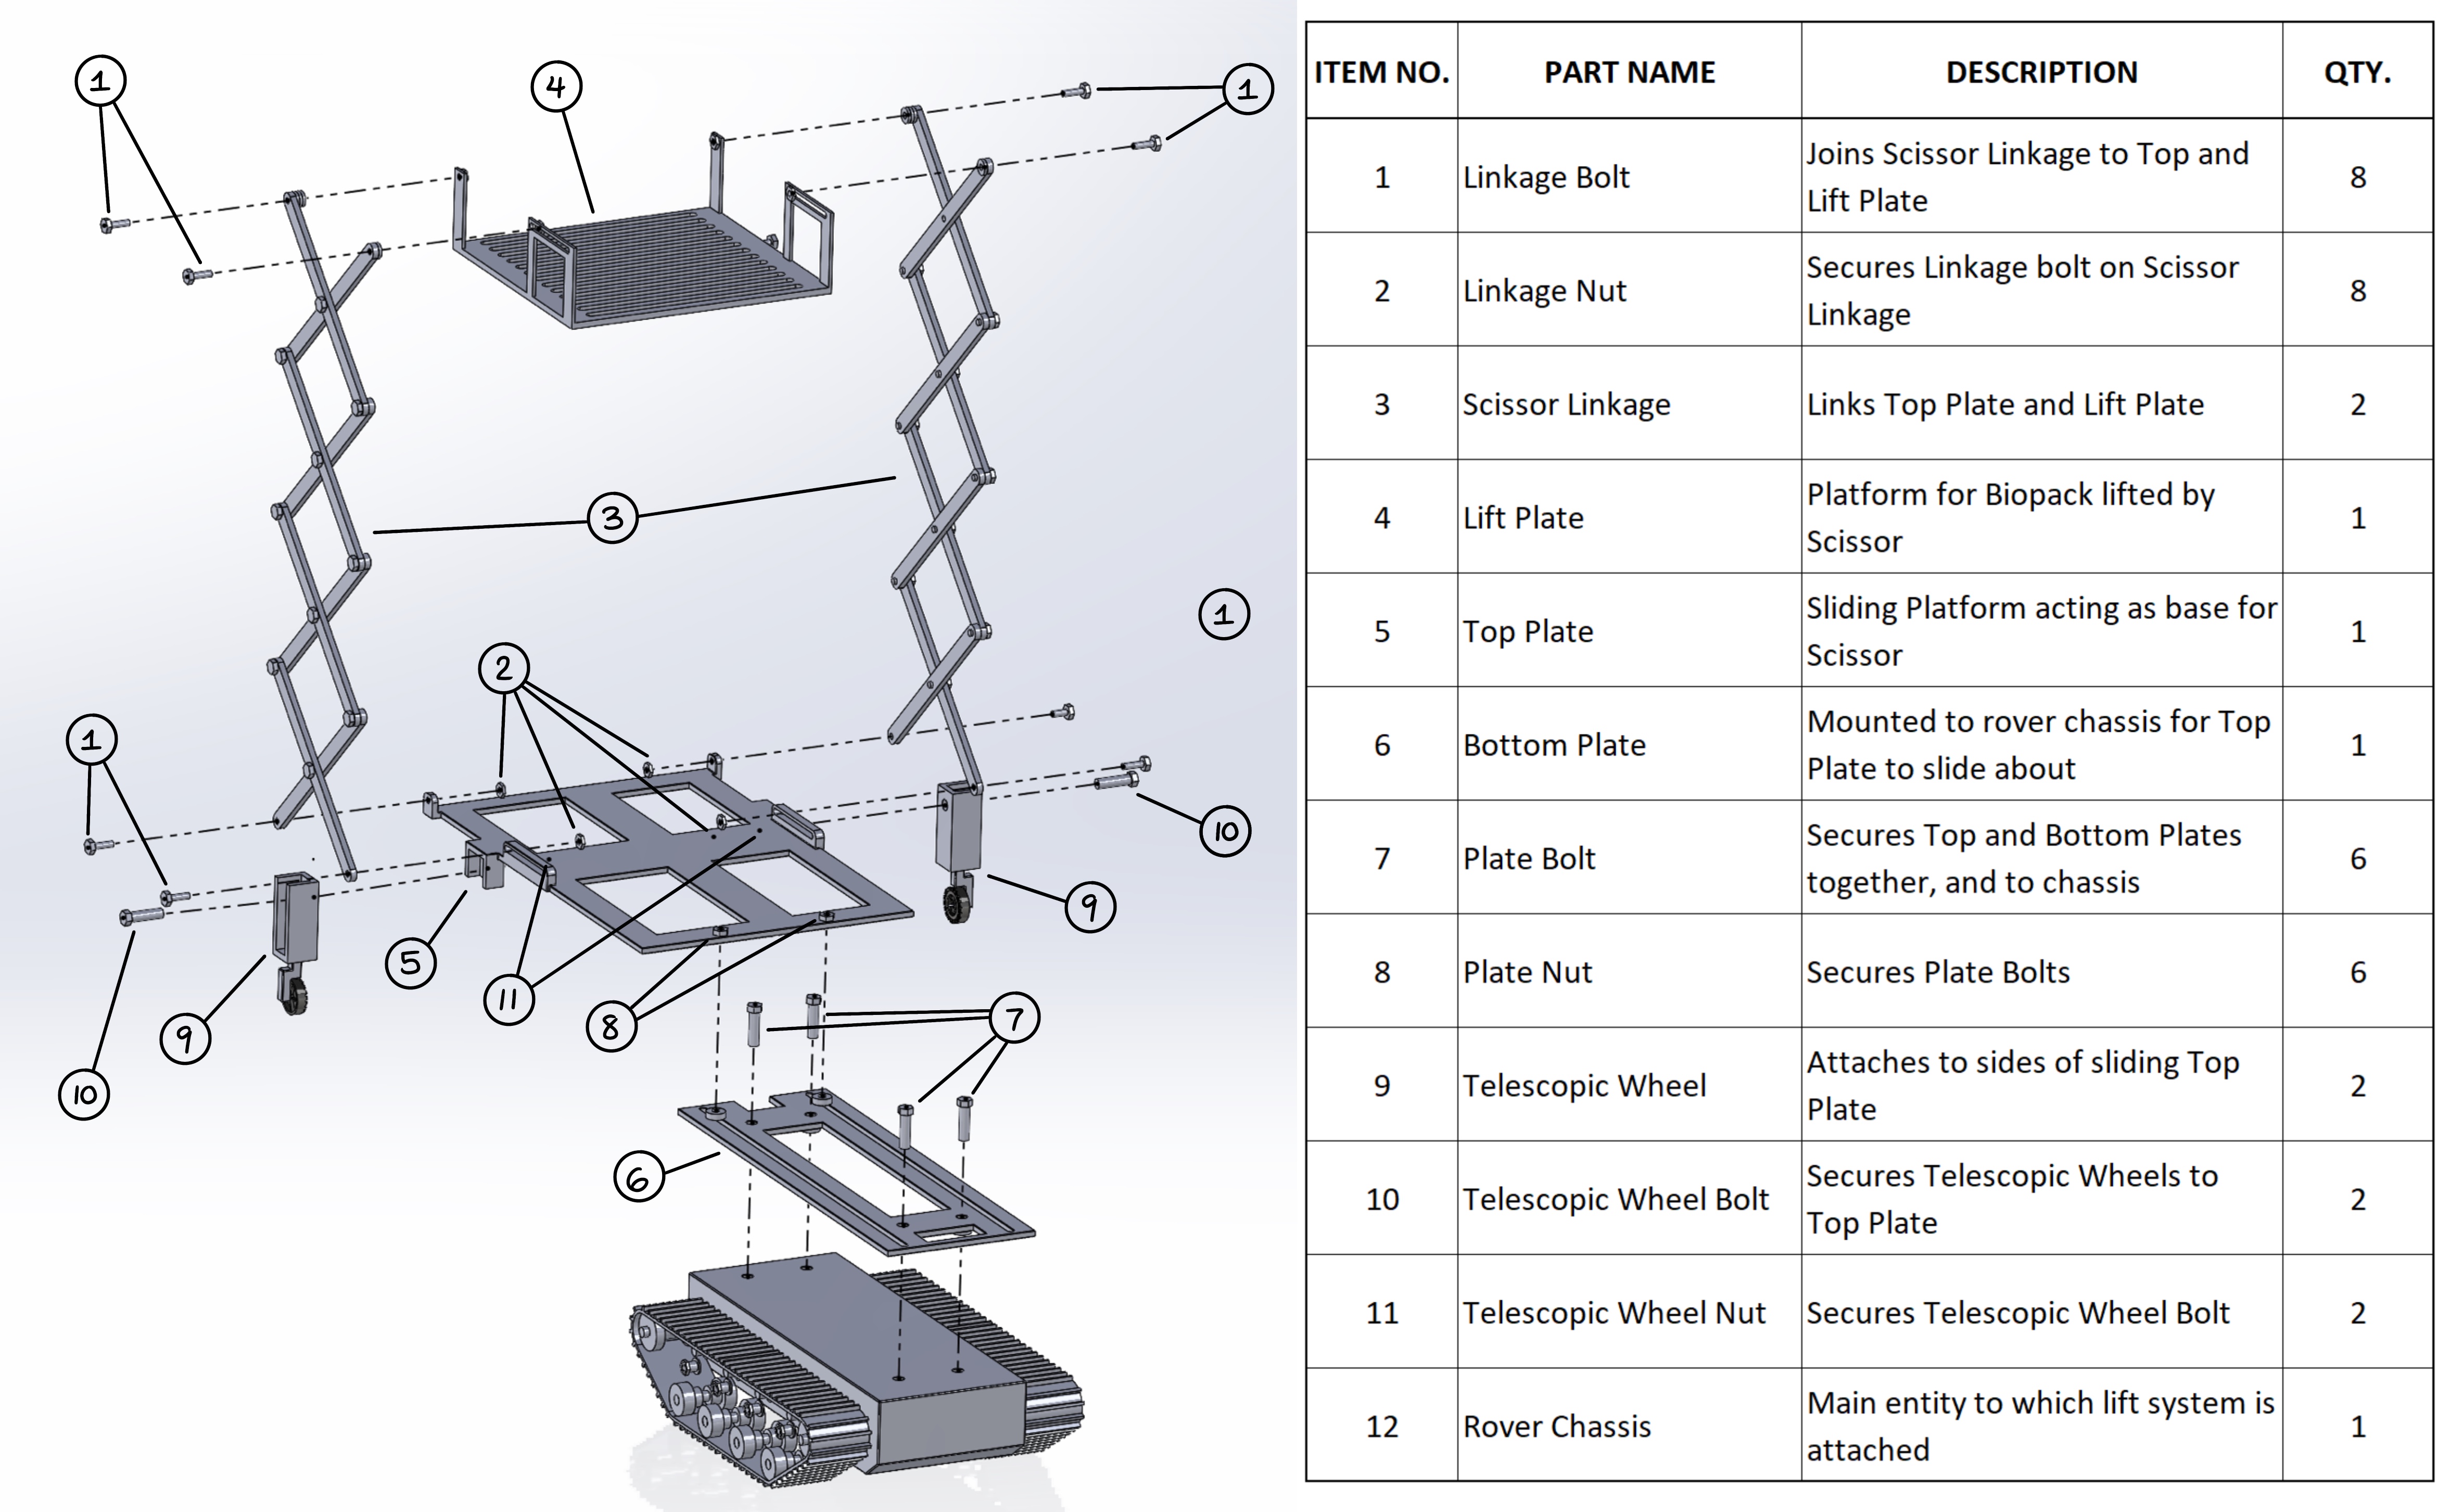 1
4
1
3
1
2
1
10
9
5
11
8
7
9
10
6
ITEM NO. PART NAME DESCRIPTION QTY.
1 Linkage Bolt Joins Scissor Linkage to Top and
Lift Plate 8
2 Linkage Nut Secures Linkage bolt on Scissor
Linkage 8
3 Scissor Linkage Links Top Plate and Lift Plate 2
4 Lift Plate Platform for Biopack lifted by
Scissor 1
5 Top Plate Sliding Platform acting as base for
Scissor 1
6 Bottom Plate Mounted to rover chassis for Top
Plate to slide about 1
7 Plate Bolt Secures Top and Bottom Plates
together, and to chassis 6
8 Plate Nut Secures Plate Bolts 6
9 Telescopic Wheel Attaches to sides of sliding Top
Plate 2
10 Telescopic Wheel Bolt Secures Telescopic Wheels to
Top Plate 2
11 Telescopic Wheel Nut Secures Telescopic Wheel Bolt 2
12 Rover Chassis Main entity to which lift system is
attached 1